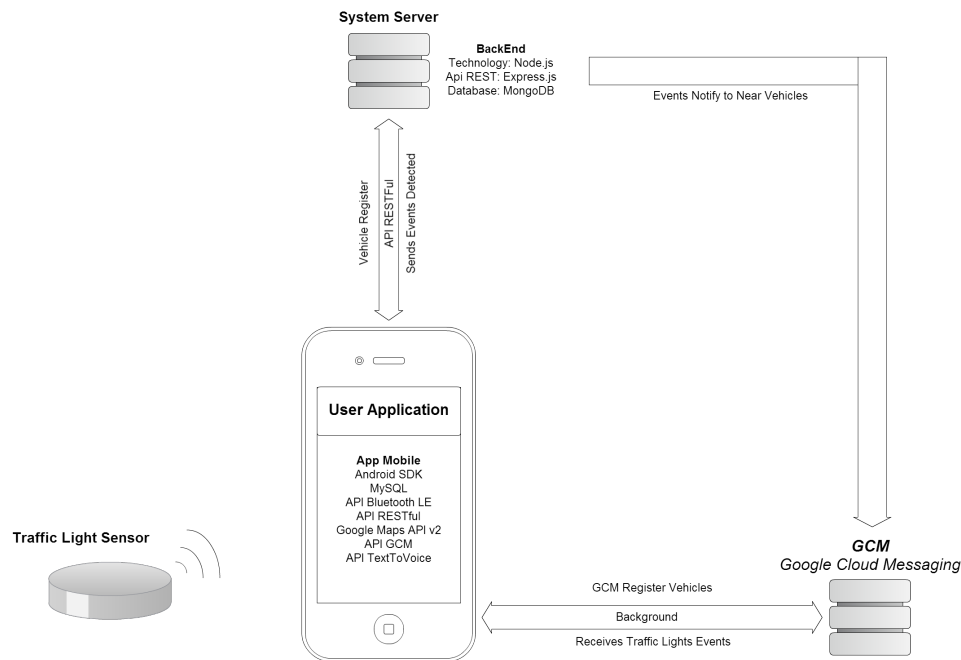 System Server
BackEnd
Technology: Node.js
Api REST: Express.js
Database: MongoDB
Events Notify to Near Vehicles
Vehicle Register
API RESTFul
Sends Events Detected
User Application
App Mobile
Android SDK
MySQL
API Bluetooth LE
API RESTful
Google Maps API v2
API GCM
API TextToVoice
Traffic Light Sensor
GCM
Google Cloud Messaging
GCM Register Vehicles
Background
Receives Traffic Lights Events